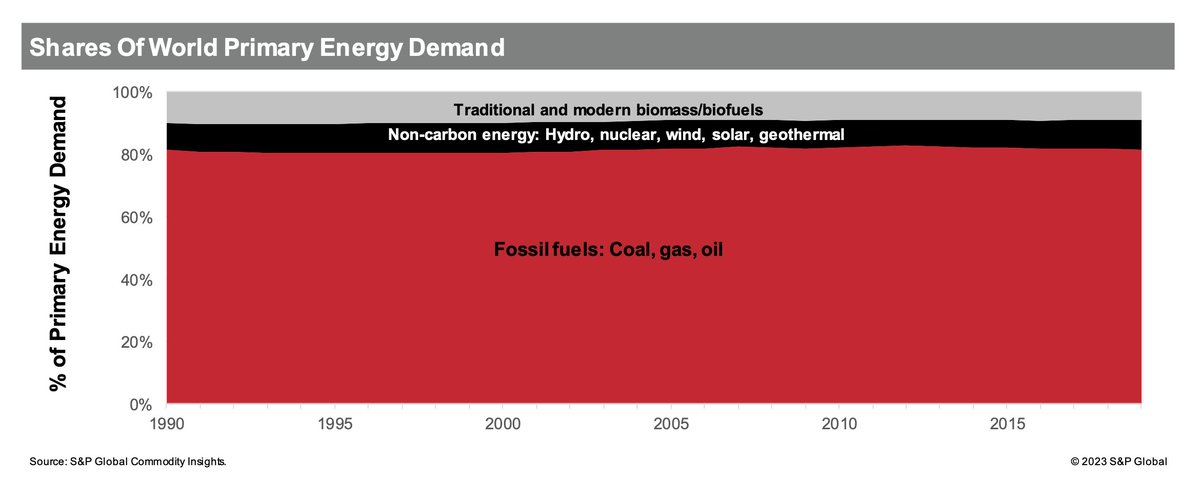 Shares Of World Primary Energy Demand
% of Primary Energy Demand
100%
80%
60%
40%
20%
0%
Traditional and modern biomass/biofuels
Non-carbon energy: Hydro, nuclear, wind, solar, geothermal
Fossil fuels: Coal, gas, oil
1990 1995 2000 2005 2010 2015
Source: S&P Global Commodity Insights.
© 2023 S&P Global